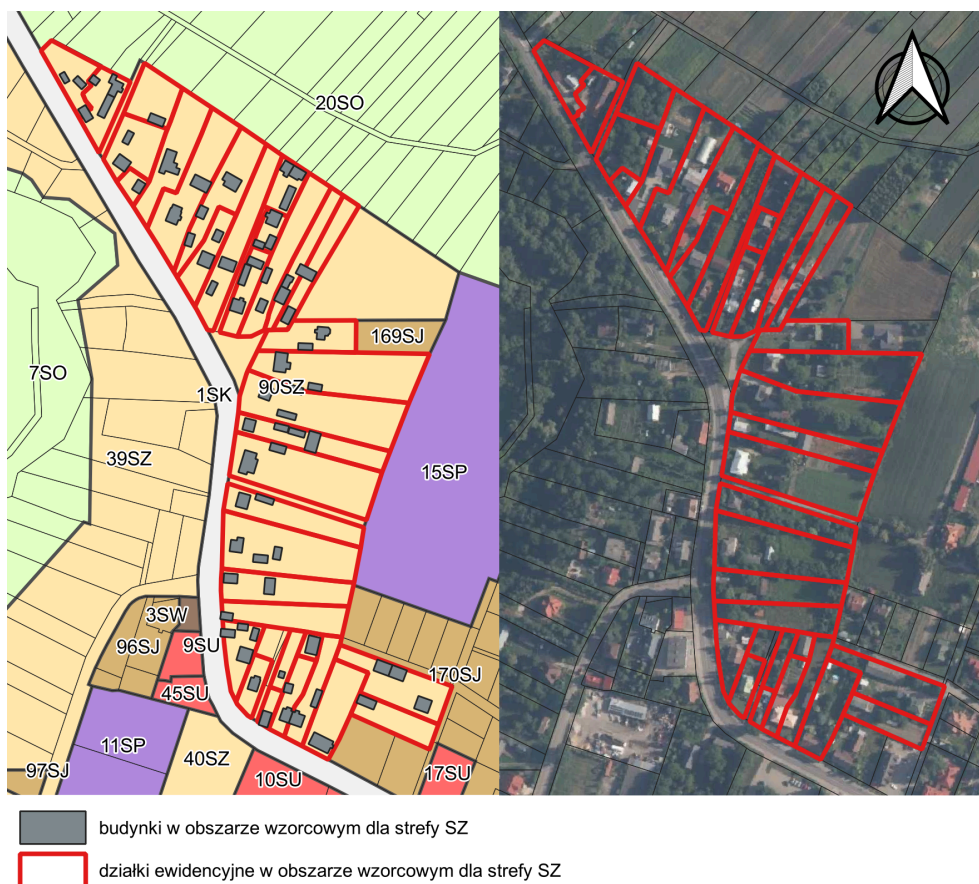 20SO
169SJ
7SO
1SK
90SZ
39SZ
15SP
3SW
96SJ
9SU
170SJ
45SU
11SP
40SZ
97SJ
10SU
17SU
budynki w obszarze wzorcowym dla strefy SZ
działki ewidencyjne w obszarze wzorcowym dla strefy SZ